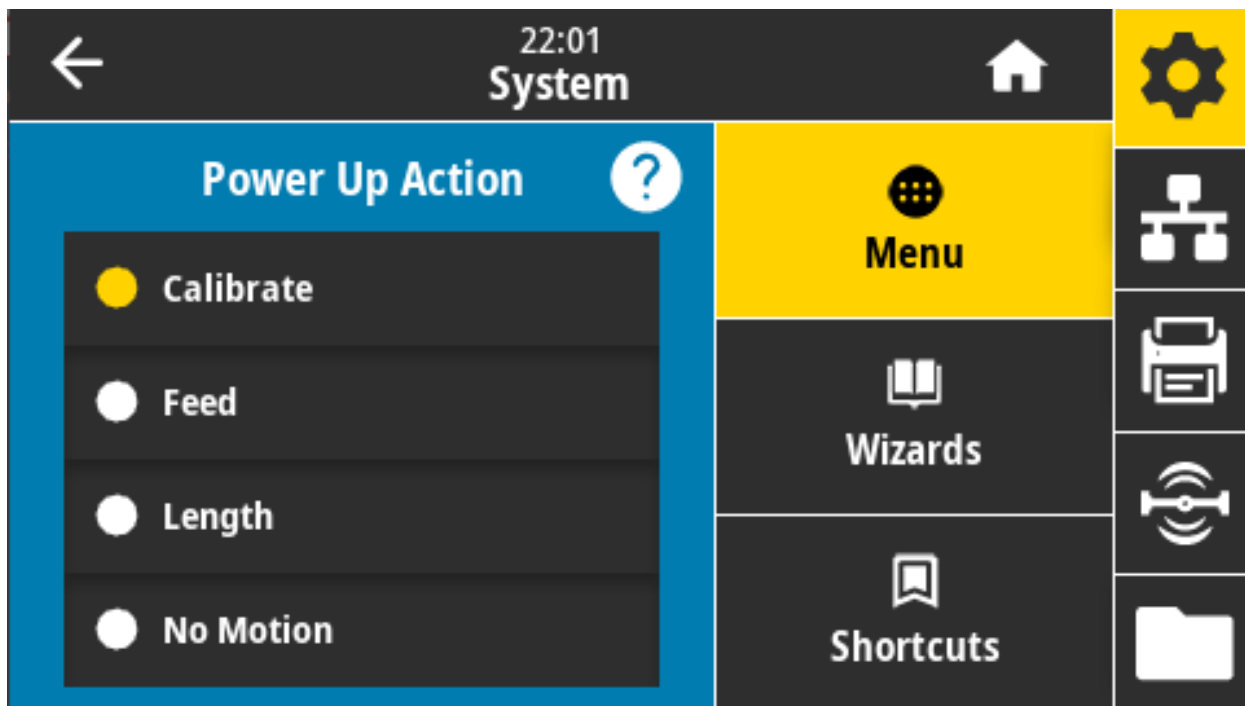 22:01
System
Power Up Action
?
Calibrate
Feed
Length
No Motion
Menu
Wizards
Shortcuts